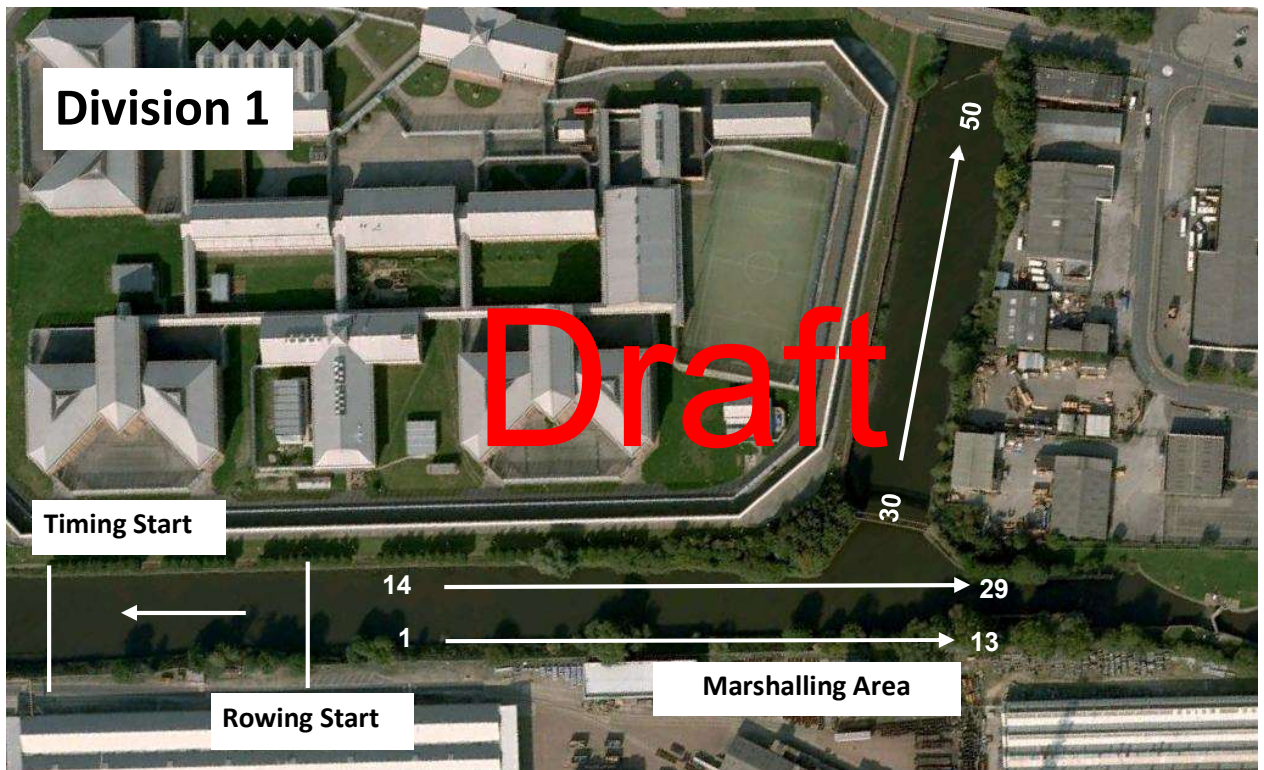 Division 1
50
Draft
30
Timing Start
14
29
1
13
Marshalling Area
Rowing Start